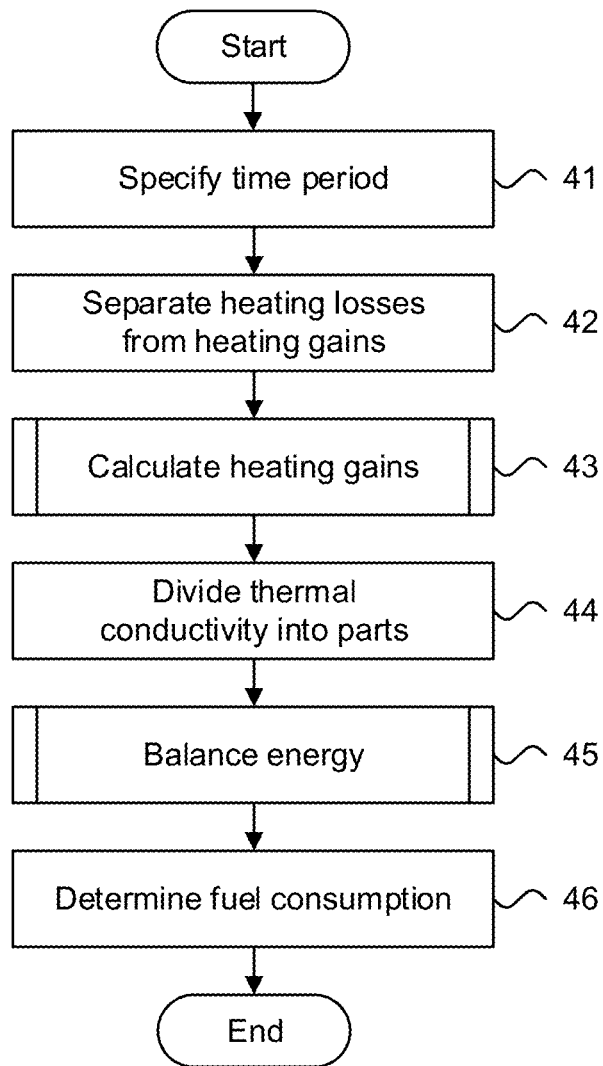 Start
Specify time period
41
Separate heating losses
from heating gains
42
Calculate heating gains
43
Divide thermal
conductivity into parts
44
Balance energy
45
Determine fuel consumption
46
End